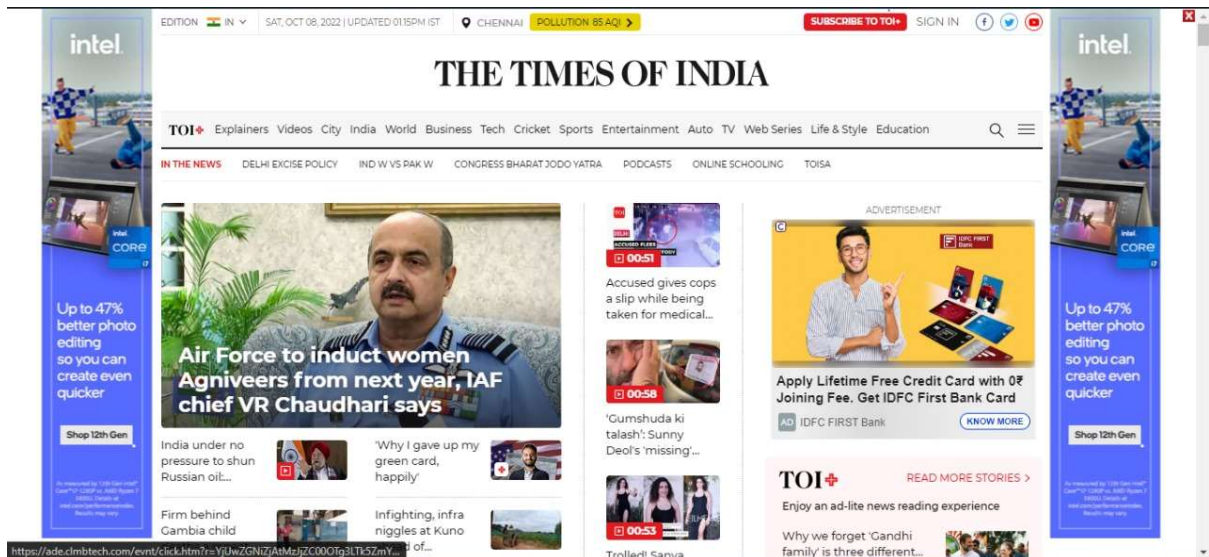 EDITION IN SAT, OCT 08, 2022 | UPDATED 01:15PM IST CHENNAI POLLUTION 85 AQI > SUBSCRIBE TO TOI+ SIGN IN
THE TIMES OF INDIA
TOI+ Explainers Videos City India World Business Tech Cricket Sports Entertainment Auto TV Web Series Life & Style Education
IN THE NEWS DELHI EXCISE POLICY IND W VS PAK W CONGRESS BHARAT JODO YATRA PODCASTS ONLINE SCHOOLING TOISA
intel.
intel
CORE
i7
Up to 47%
better photo
editing
so you can
create even
quicker
Shop 12th Gen
Air Force to induct women
Agniveers from next year, IAF
chief VR Chaudhari says
India under no
pressure to shun
Russian oil:...
'Why I gave up my
green card,
happily'
Firm behind
Gambia child
Infighting, infra
niggles at Kuno
of...
TOI
DELHI
ACCUSED FLEES
00:51
Accused gives cops
a slip while being
taken for medical...
00:58
'Gumshuda ki
talash': Sunny
Deol's 'missing'...
00:53
Trolled! Sanya
ADVERTISEMENT
IDFC FIRST
Bank
Apply Lifetime Free Credit Card with 0₹
Joining Fee. Get IDFC First Bank Card
AD IDFC FIRST Bank KNOW MORE
TOI+ READ MORE STORIES >
Enjoy an ad-lite news reading experience
Why we forget 'Gandhi
family' is three different...
intel.
intel
CORE
i7
Up to 47%
better photo
editing
so you can
create even
quicker
Shop 12th Gen